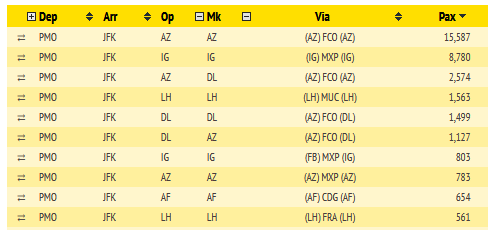 Dep Arr Op Mk Via Pax
PMO JFK AZ AZ (AZ) FCO (AZ) 15,587
PMO JFK IG IG (IG) MXP (IG) 8,780
PMO JFK AZ DL (AZ) FCO (AZ) 2,574
PMO JFK LH LH (LH) MUC (LH) 1,563
PMO JFK DL DL (AZ) FCO (DL) 1,499
PMO JFK DL AZ (AZ) FCO (DL) 1,127
PMO JFK IG IG (FB) MXP (IG) 803
PMO JFK AZ AZ (AZ) MXP (AZ) 783
PMO JFK AF AF (AF) CDG (AF) 654
PMO JFK LH LH (LH) FRA (LH) 561